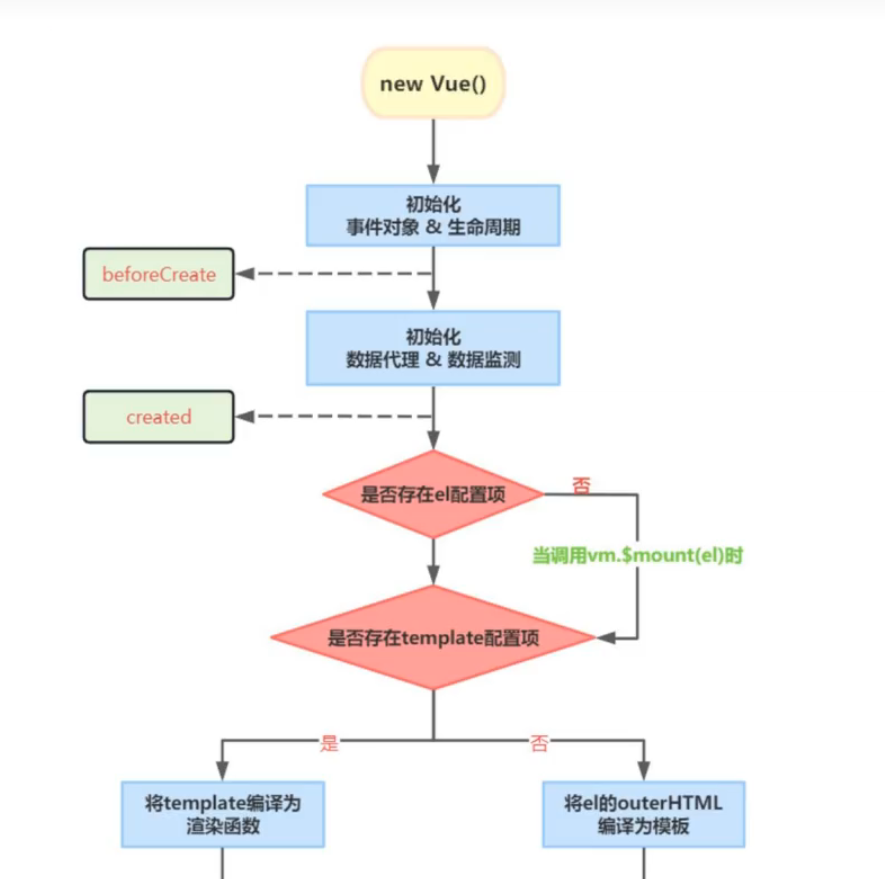 new Vue()
初始化
事件对象 & 生命周期
beforeCreate
初始化
数据代理 & 数据监测
created
是否存在el配置项
否
当调用vm.$mount(el)时
是否存在template配置项
是
否
将template编译为
渲染函数
将el的outerHTML
编译为模板